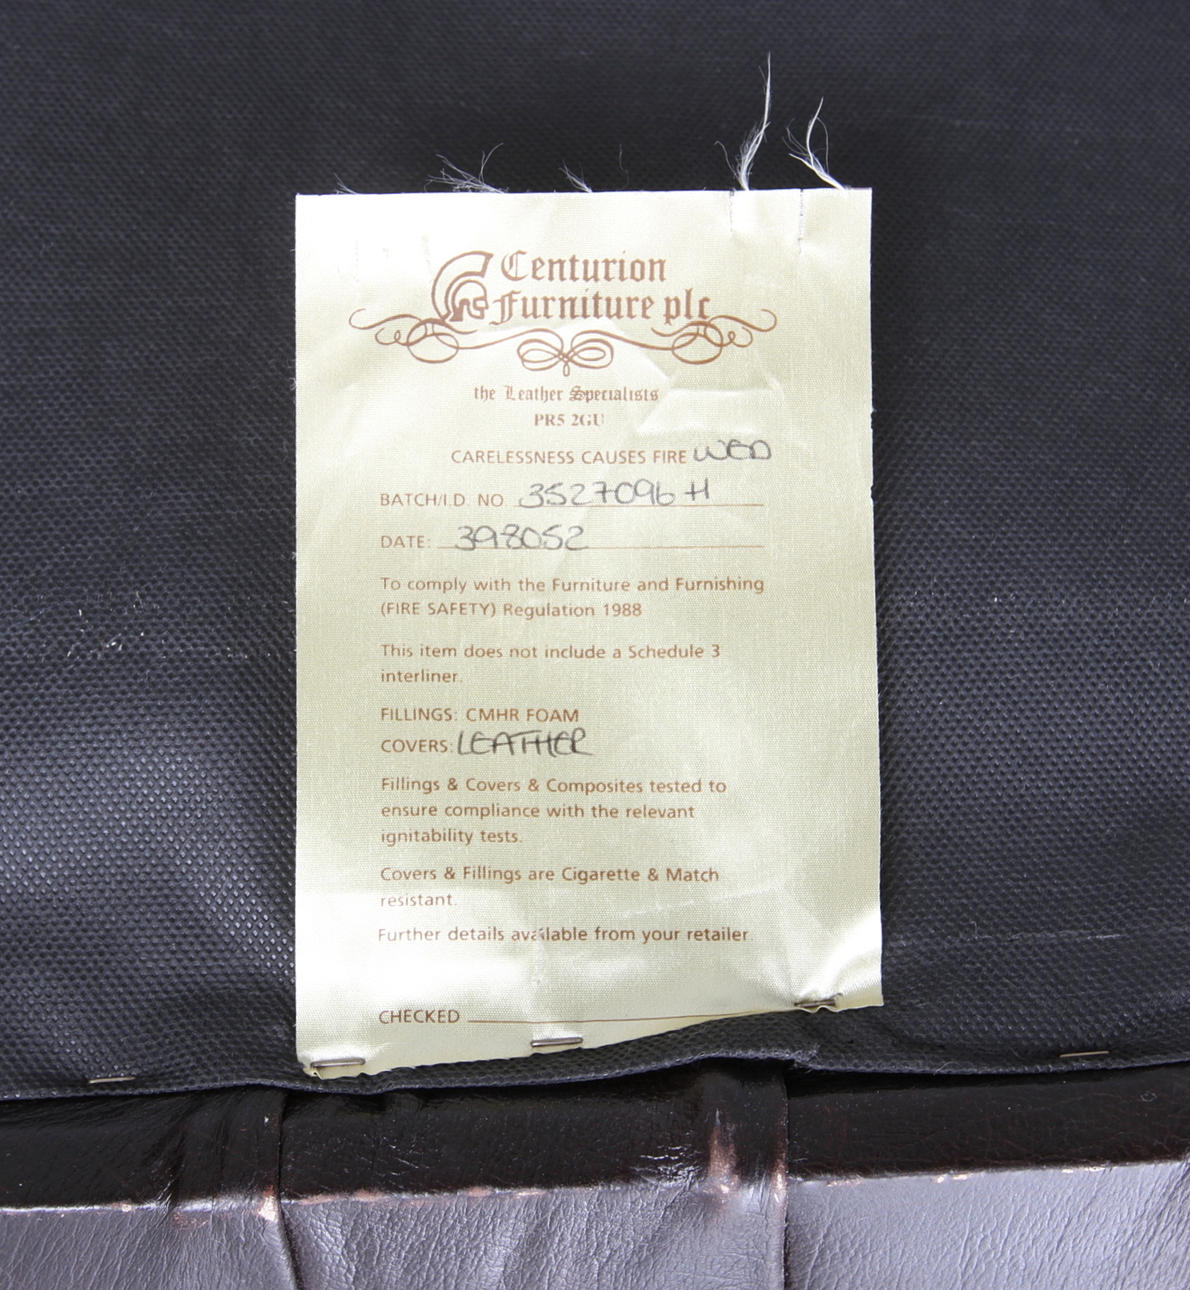 Centurion
Furniture plc
the Leather Specialists
PR5 2GU
CARELESSNESS CAUSES FIRE WED
BATCH/I.D. NO. 3527096 H
DATE: 398052
To comply with the Furniture and Furnishing
(FIRE SAFETY) Regulation 1988
This item does not include a Schedule 3
interliner.
FILLINGS: CMHR FOAM
COVERS: LEATHER
Fillings & Covers & Composites tested to
ensure compliance with the relevant
ignitability tests.
Covers & Fillings are Cigarette & Match
resistant.
Further details available from your retailer.
CHECKED